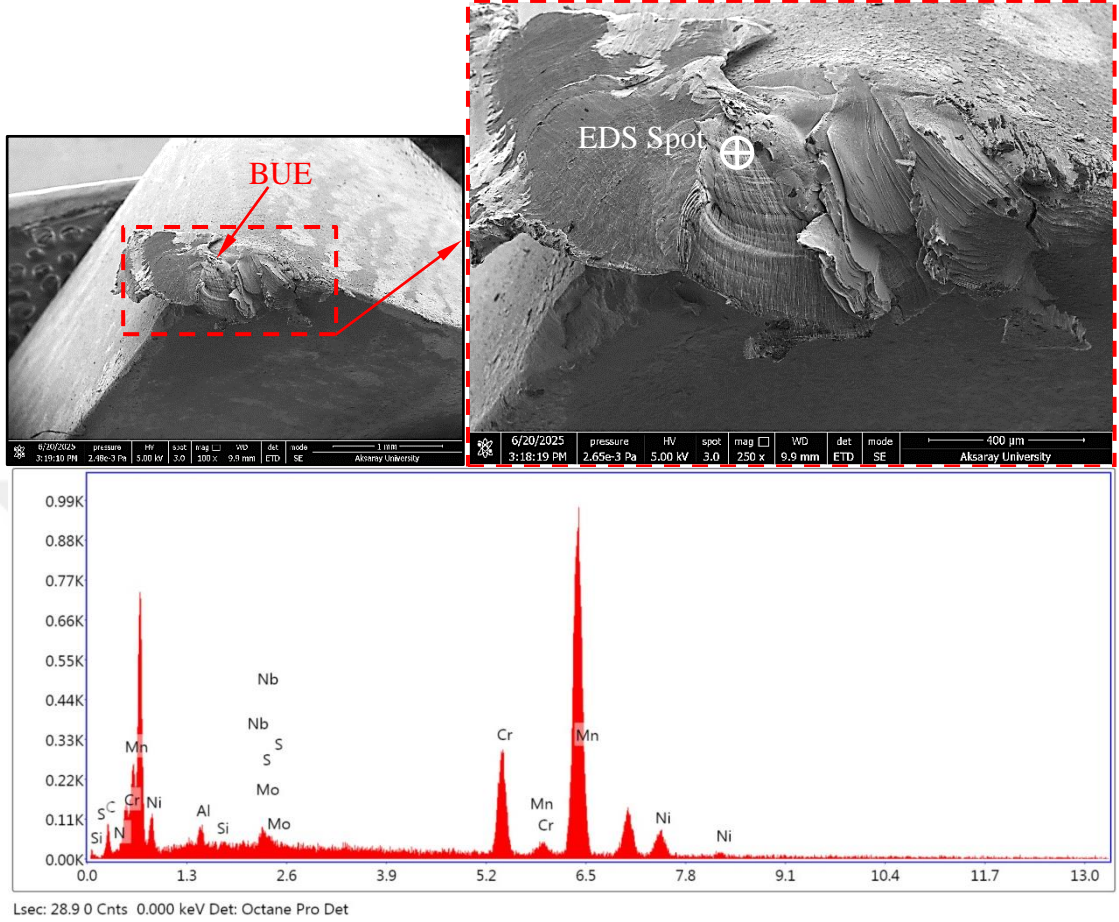 BUE
EDS Spot
6/20/2025 pressure HV spot mag WD det mode 1 mm
3:19:10 PM 2.48e-3 Pa 5.00 kV 3.0 100 x 9.9 mm ETD SE Aksaray University
6/20/2025 pressure HV spot mag WD det mode 400 µm
3:18:19 PM 2.65e-3 Pa 5.00 kV 3.0 250 x 9.9 mm ETD SE Aksaray University
0.99K
0.88K
0.77K
0.66K
0.55K
0.44K
0.33K
0.22K
0.11K
0.00K
Si
S
C
N
Cr
Mn
Ni
Al
Si
Nb
Nb
S
S
Mo
Mo
Cr
Mn
Cr
Mn
Ni
Ni
0.0 1.3 2.6 3.9 5.2 6.5 7.8 9.1 10.4 11.7 13.0
Lsec: 28.9 0 Cnts 0.000 keV Det: Octane Pro Det